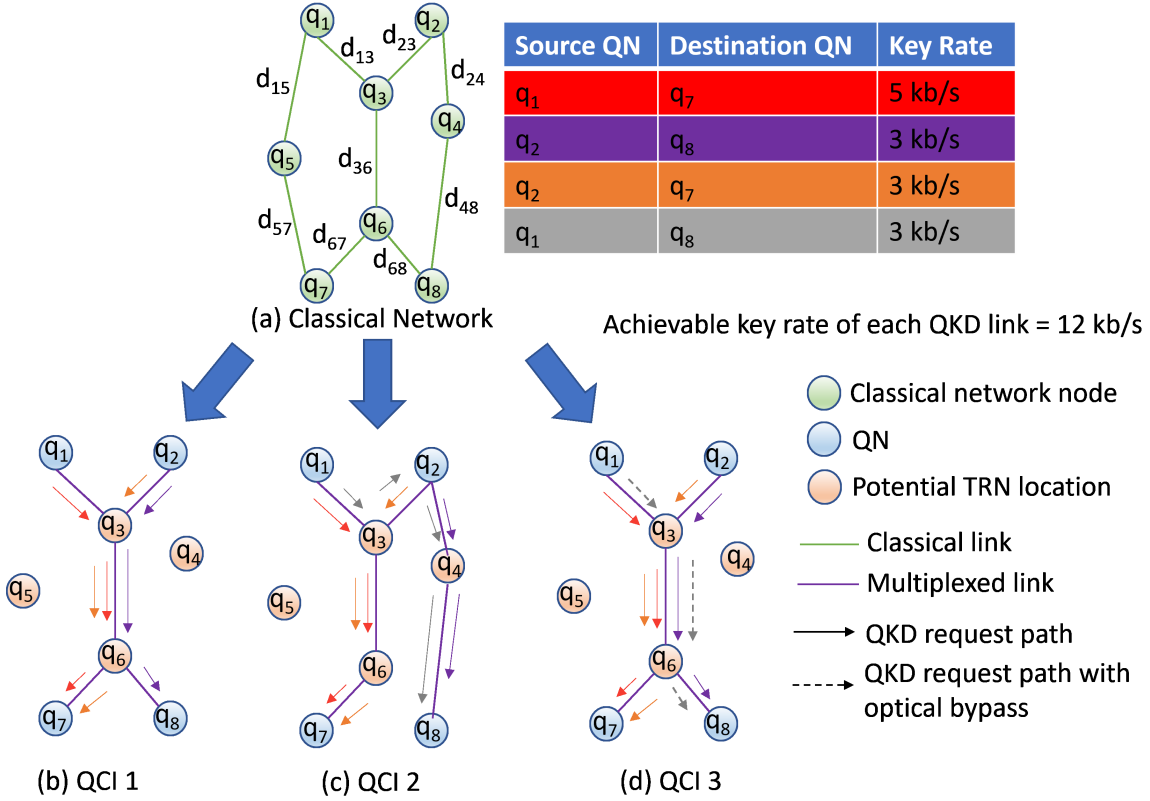 q1
q2
d13
d23
d15
d24
q3
q4
q5
d36
d48
d57
q6
d67
d68
q7
q8
(a) Classical Network
Source QN Destination QN Key Rate
q1 q7 5 kb/s
q2 q8 3 kb/s
q2 q7 3 kb/s
q1 q8 3 kb/s
Achievable key rate of each QKD link = 12 kb/s
Classical network node
QN
Potential TRN location
Classical link
Multiplexed link
QKD request path
QKD request path with
optical bypass
q1
q2
q3
q4
q5
q6
q7
q8
(b) QCI 1
q1
q2
q3
q4
q5
q6
q7
q8
(c) QCI 2
q1
q2
q3
q4
q5
q6
q7
q8
(d) QCI 3